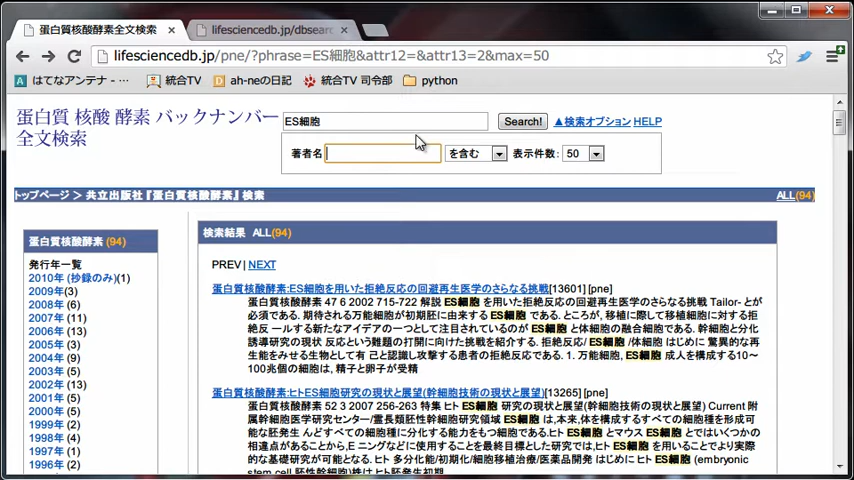 蛋白質核酸酵素全文検索
lifesciencedb.jp/dbsearc
lifesciencedb.jp/pne/?phrase=ES細胞&attr12=&attr13=2&max=50
はてなアンテナ - … 統合TV ah-neの日記 統合TV 司令部 python
蛋白質 核酸 酵素 バックナンバー
全文検索
ES細胞 Search! ▲検索オプション HELP
著者名 を含む 表示件数: 50
トップページ > 共立出版社『蛋白質核酸酵素』検索 ALL(94)
蛋白質核酸酵素 (94)
発行年一覧
2010年 (抄録のみ)(1)
2009年(3)
2008年 (6)
2007年 (11)
2006年 (13)
2005年 (3)
2004年 (9)
2003年 (5)
2002年 (13)
2001年 (5)
2000年 (5)
1999年 (2)
1998年 (4)
1997年 (1)
1996年 (2)
検索結果 ALL(94)
PREV | NEXT
蛋白質核酸酵素:ES細胞を用いた拒絶反応の回避再生医学のさらなる挑戦[13601] [pne]
蛋白質核酸酵素 47 6 2002 715-722 解説 ES細胞 を用いた拒絶反応の回避再生医学のさらなる挑戦 Tailor- とが
必須である. 期待される万能細胞が初期胚に由来する ES細胞 である. ところが, 移植に際して移植細胞に対する拒
絶反 ールする新たなアイデアの一つとして注目されているのが ES細胞 と体細胞の融合細胞である. 幹細胞と分化
誘導研究の現状 反応という難題の打開に向けた挑戦を紹介する. 拒絶反応/ ES細胞 /体細胞 はじめに 驚異的な再
生能をみせる生物として有 己と認識し攻撃する患者の拒絶反応である. 1. 万能細胞, ES細胞 成人を構成する10〜
100兆個の細胞は, 精子と卵子が受精
蛋白質核酸酵素:ヒトES細胞研究の現状と展望(幹細胞技術の現状と展望)[13265] [pne]
蛋白質核酸酵素 52 3 2007 256-263 特集 ヒト ES細胞 研究の現状と展望(幹細胞技術の現状と展望) Current 附
属幹細胞医学研究センター/霊長類胚性幹細胞研究領域 ES細胞 は,本来,体を構成するすべての細胞種に分化可
能な胚発生 んどすべての細胞種に分化する能力をもつ細胞である.ヒト ES細胞 とマウス ES細胞 とではいくつかの
相違点があることから,E ニングなどに使用することを最終目標とした研究では,ヒト ES細胞 を用いることでより実際
的な基礎研究が可能となる. ヒト 多分化能/初期化/細胞移植治療/医薬品開発 はじめに ヒト ES細胞 (embryonic
stem cell 胚性幹細胞)株は ヒト胚発生初期